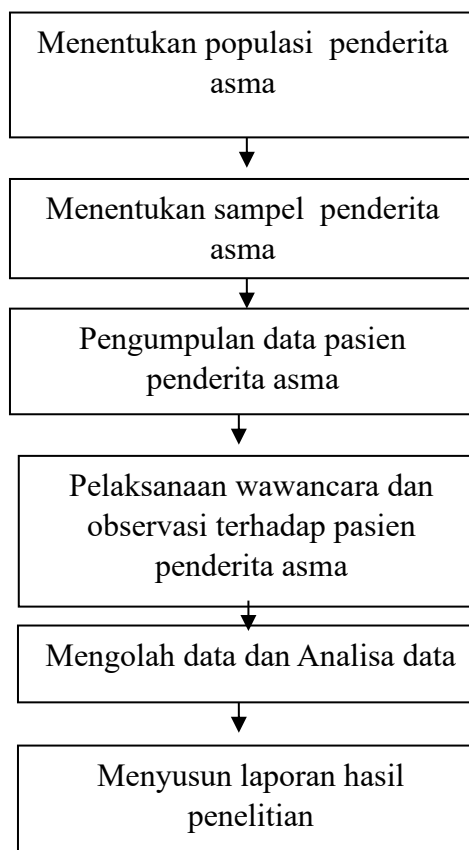 Menentukan populasi penderita
asma
Menentukan sampel penderita
asma
Pengumpulan data pasien
penderita asma
Pelaksanaan wawancara dan
observasi terhadap pasien
penderita asma
Mengolah data dan Analisa data
Menyusun laporan hasil
penelitian